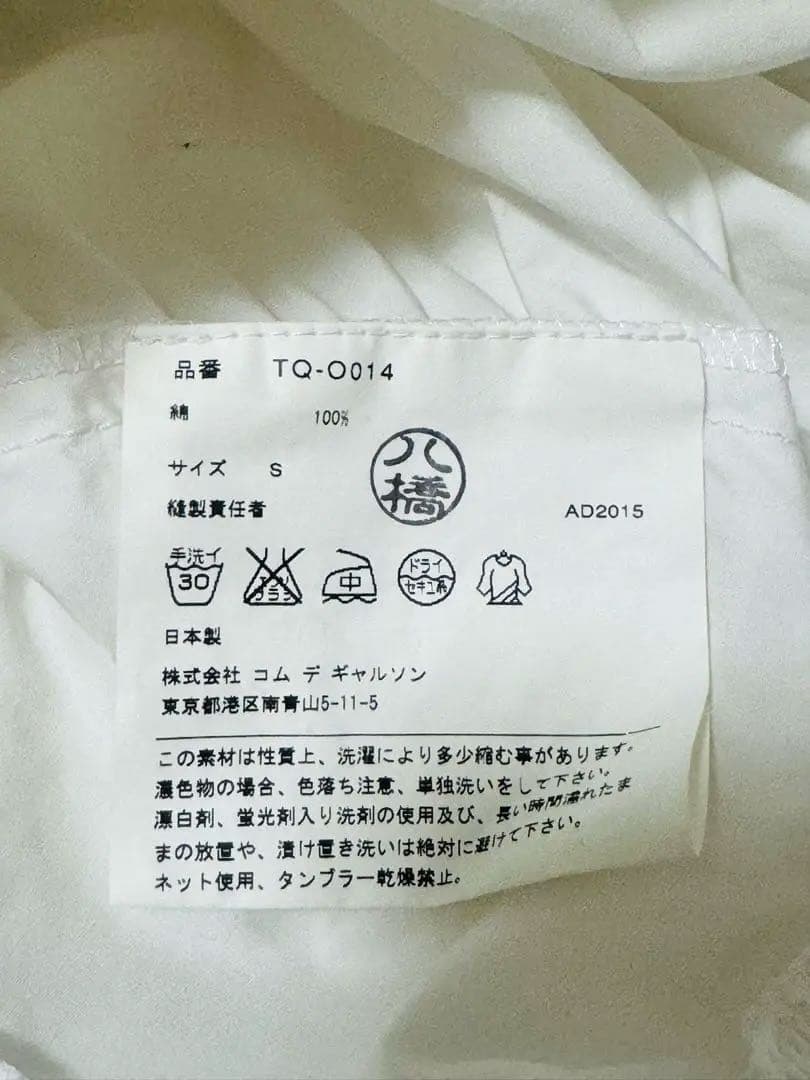 品番 TQ-O014
綿 100%
サイズ S
八橋
縫製責任者
AD2015
手洗イ
30
エンソ
サラシ
中
ドライ
セキユ系
日本製
株式会社 コム デ ギャルソン
東京都港区南青山5-11-5
この素材は性質上、洗濯により多少縮む事があります。
濃色物の場合、色落ち注意、単独洗いをして下さい。
漂白剤、蛍光剤入り洗剤の使用及び、長い時間濡れたま
まの放置や、漬け置き洗いは絶対に避けて下さい。
ネット使用、タンブラー乾燥禁止。